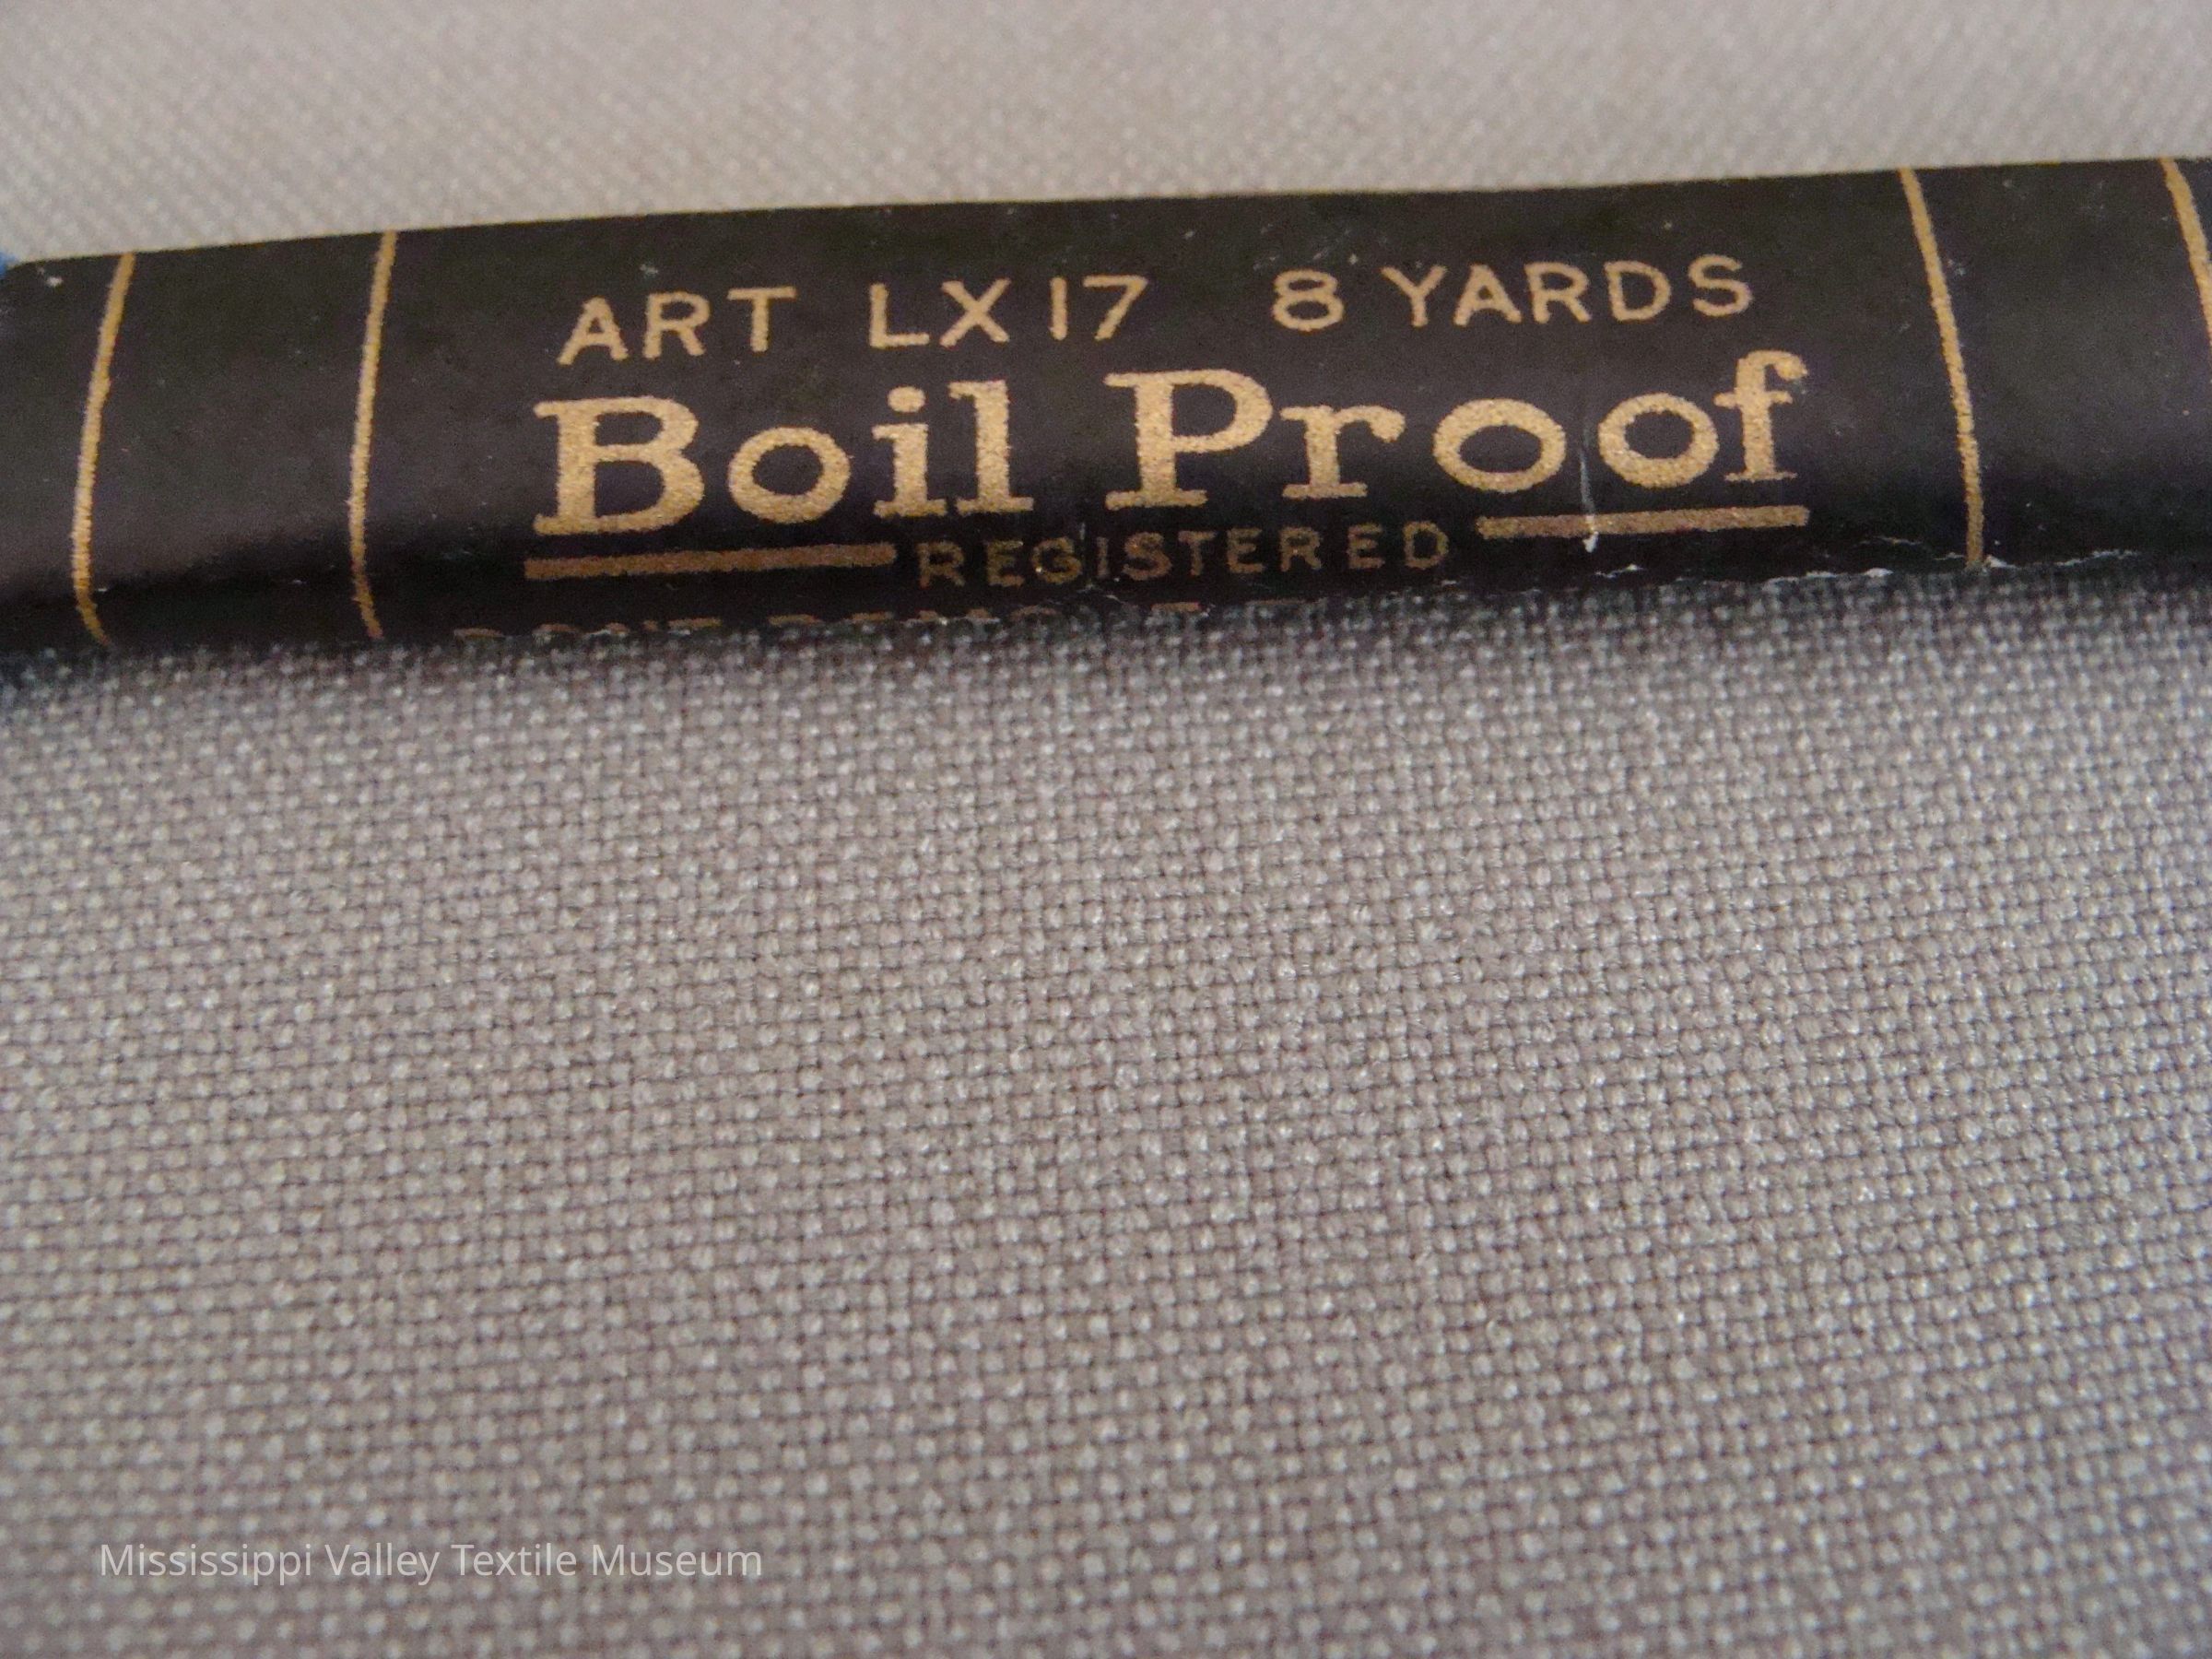 ART LX17 8 YARDS
Boil Proof
REGISTERED
Mississippi Valley Textile Museum